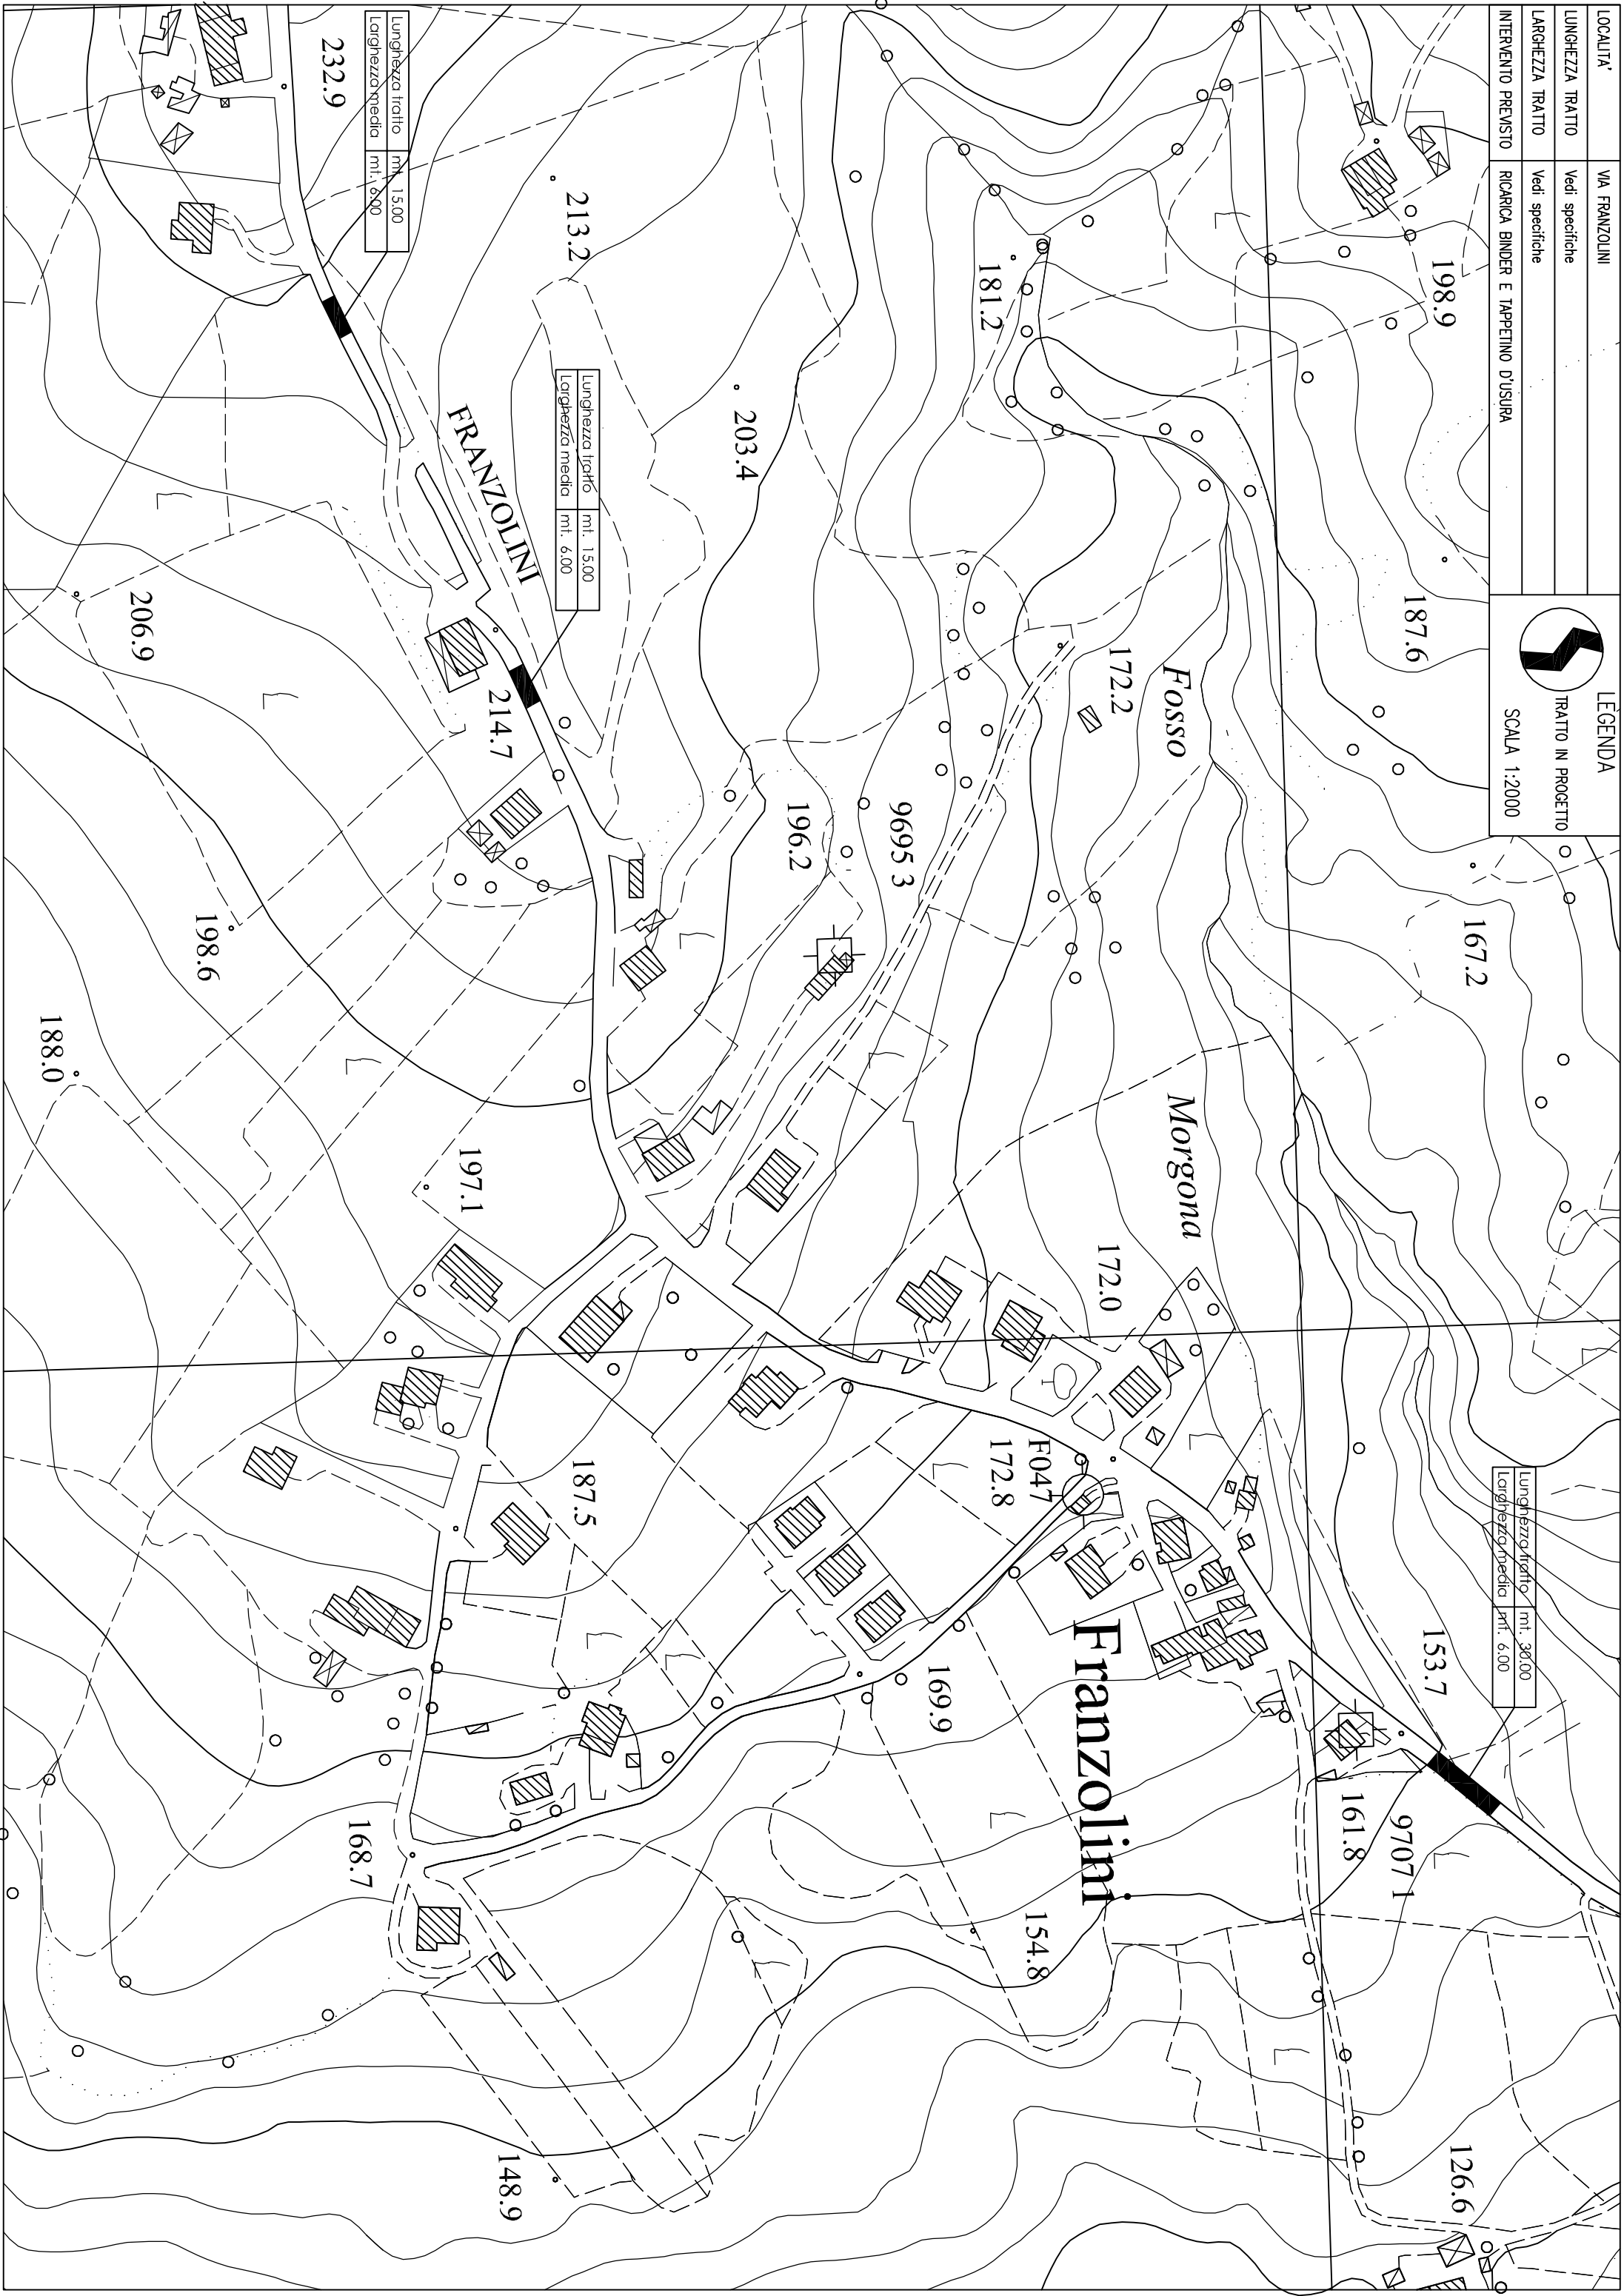 LOCALITA' VIA FRANZOLINI
LUNGHEZZA TRATTO Vedi specifiche
LARGHEZZA TRATTO Vedi specifiche
INTERVENTO PREVISTO RICARICA BINDER E TAPPETINO D'USURA
LEGENDA
TRATTO IN PROGETTO
SCALA 1:2000
Lunghezza tratto mt. 30.00
Larghezza media mt. 6.00
198.9
187.6
167.2
153.7
126.6
9707 1
161.8
Fosso
Morgona
172.2
172.0
Franzolini
181.2
F047
172.8
154.8
9695 3
169.9
196.2
203.4
Lunghezza tratto mt. 15.00
Larghezza media mt. 6.00
213.2
187.5
FRANZOLINI
214.7
197.1
148.9
Lunghezza tratto mt. 15.00
Larghezza media mt. 6.00
232.9
168.7
198.6
206.9
188.0